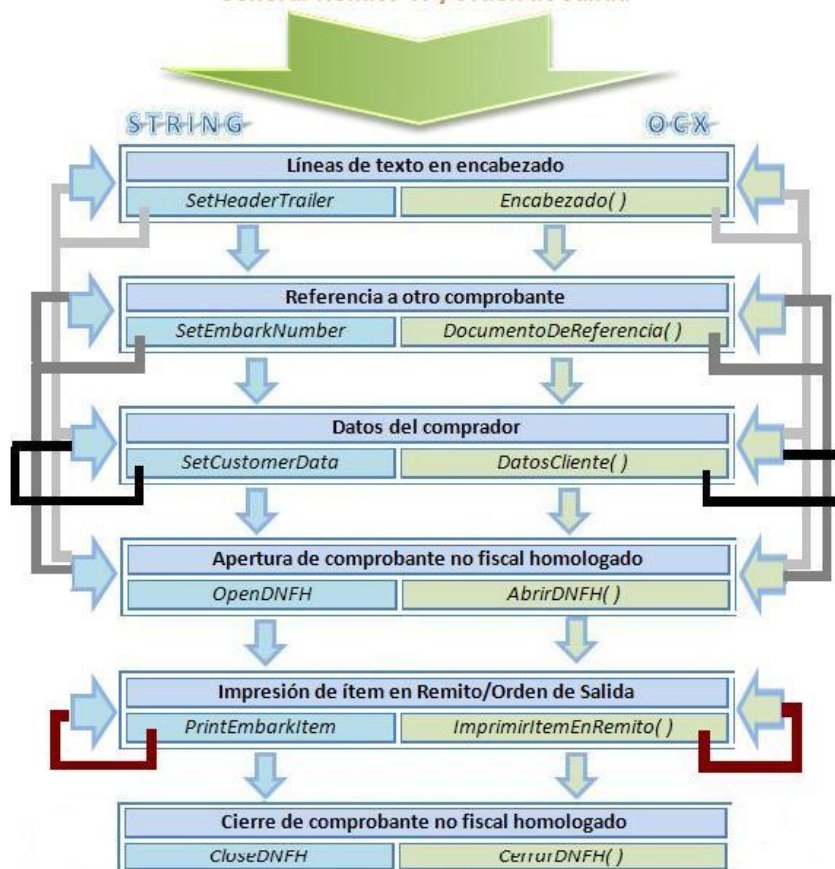 STRING OCX
Líneas de texto en encabezado
SetHeaderTrailer Encabezado( )
Referencia a otro comprobante
SetEmbarkNumber DocumentoDeReferencia( )
Datos del comprador
SetCustomerData DatosCliente( )
Apertura de comprobante no fiscal homologado
OpenDNFH AbrirDNFH( )
Impresión de ítem en Remito/Orden de Salida
PrintEmbarkItem ImprimirItemEnRemito( )
Cierre de comprobante no fiscal homologado
CloseDNFH CerrarDNFH( )